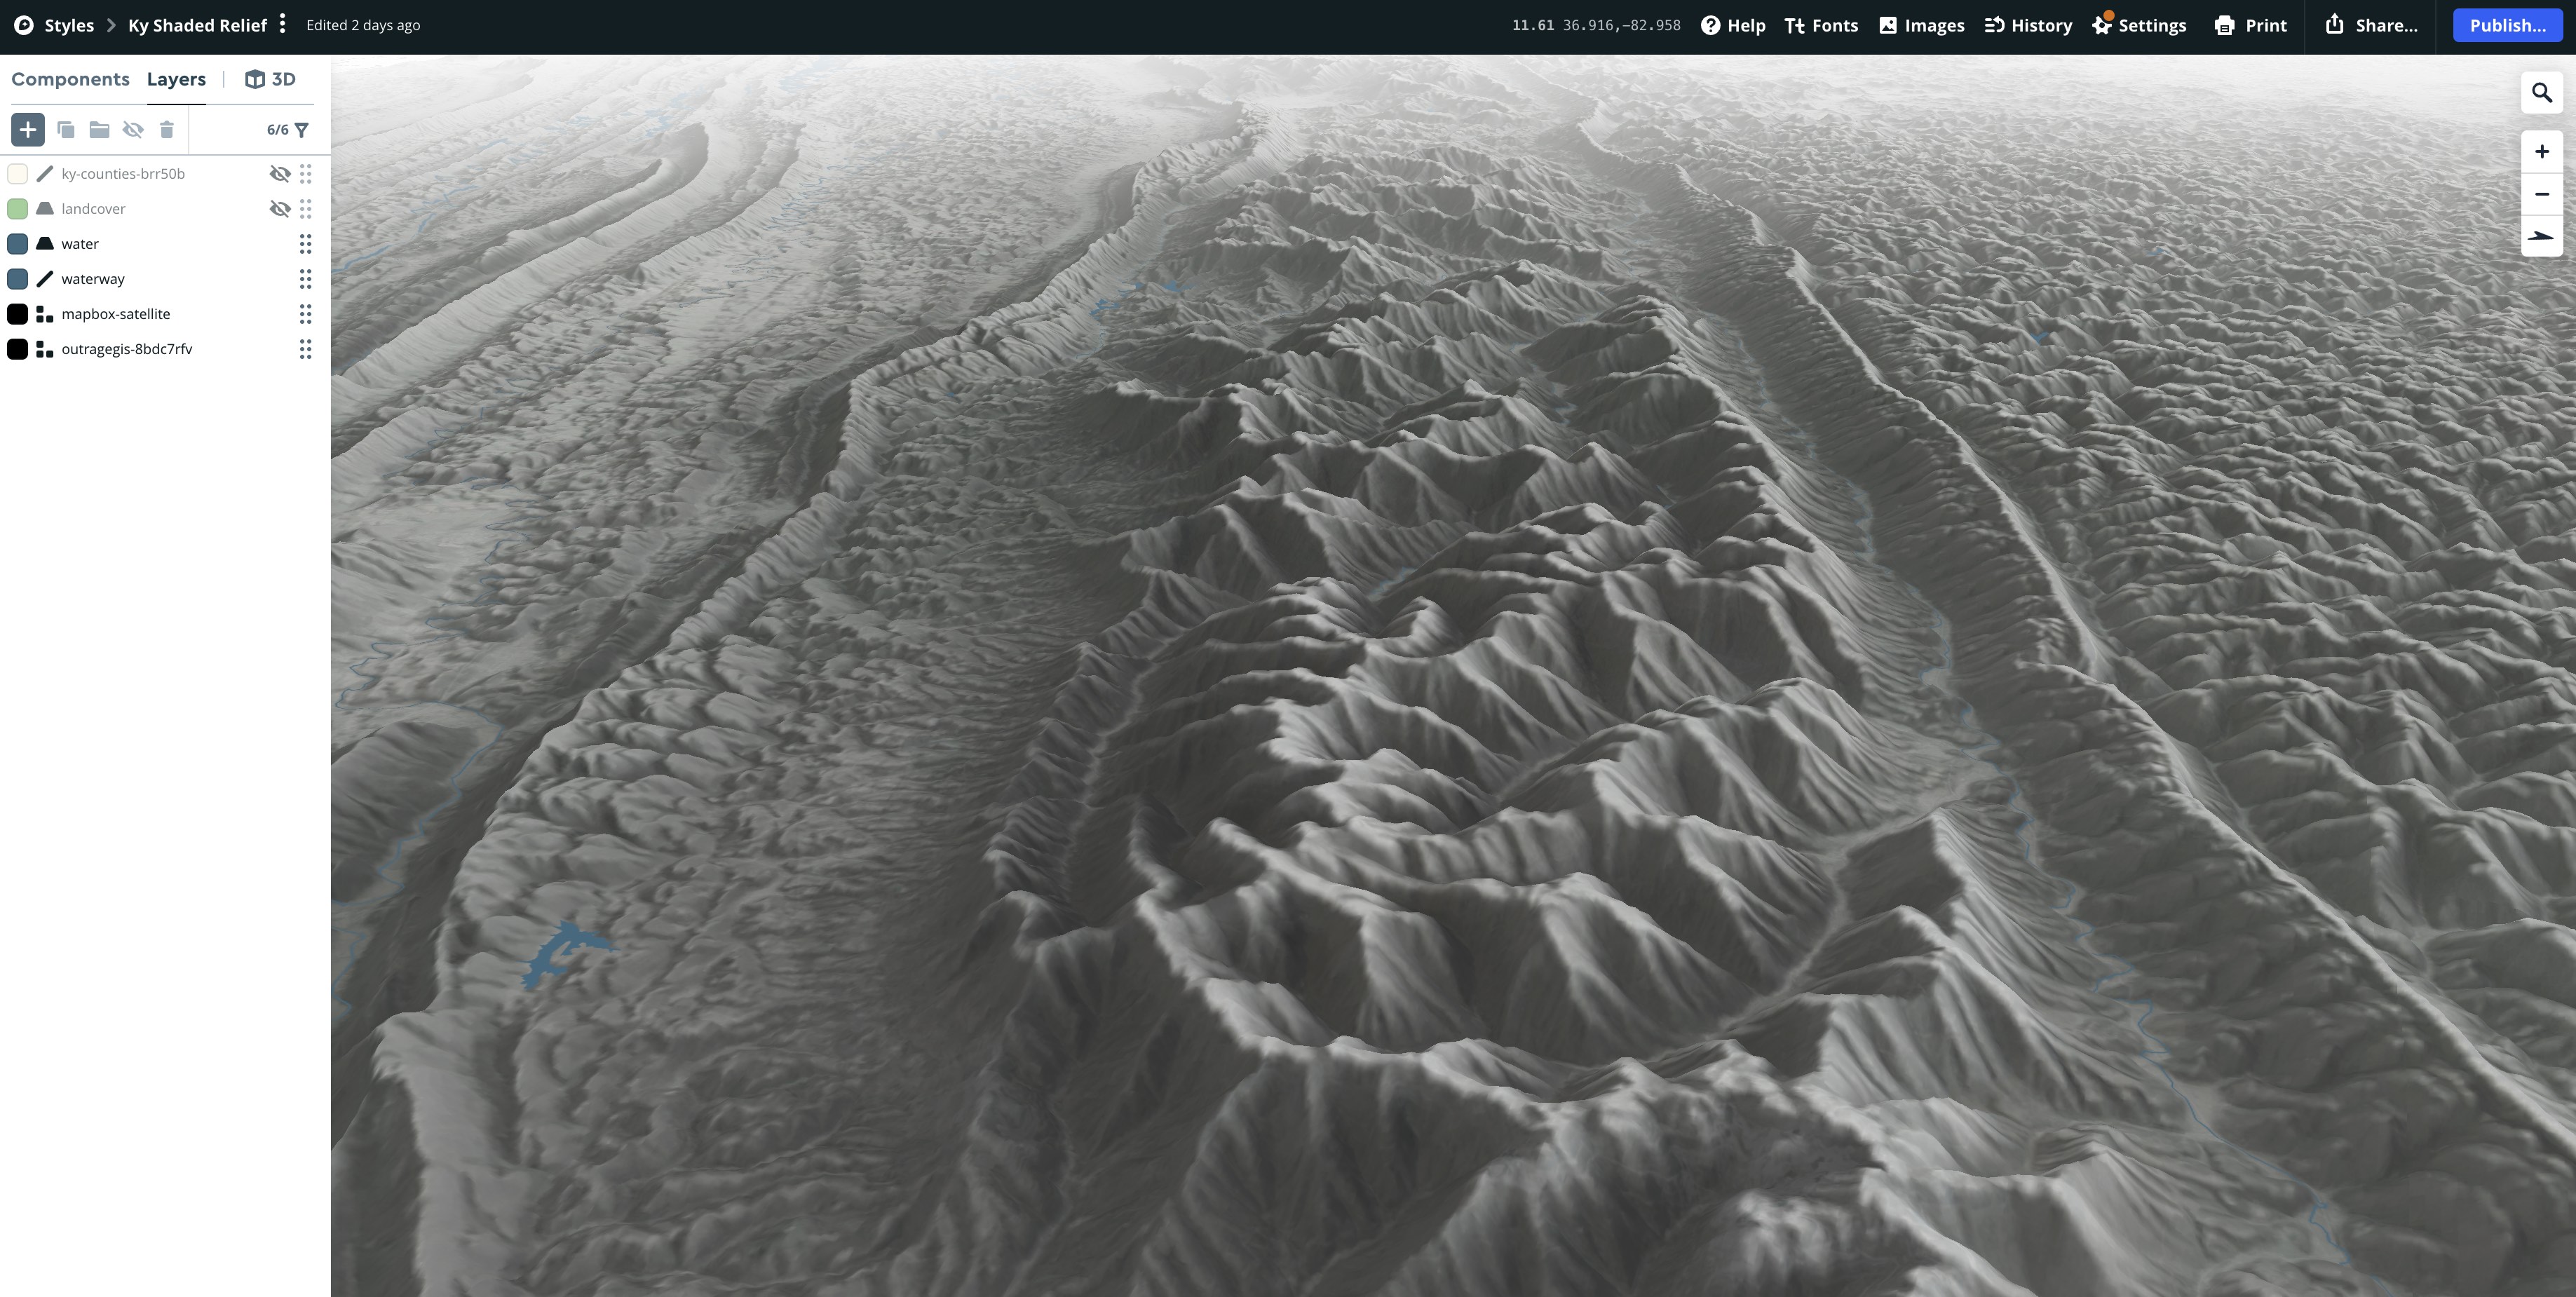 Styles > Ky Shaded Relief Edited 2 days ago 11.61 36.916,-82.958 Help Fonts Images History Settings Print Share... Publish...
Components Layers 3D
6/6
ky-counties-brr50b
landcover
water
waterway
mapbox-satellite
outragegis-8bdc7rfv